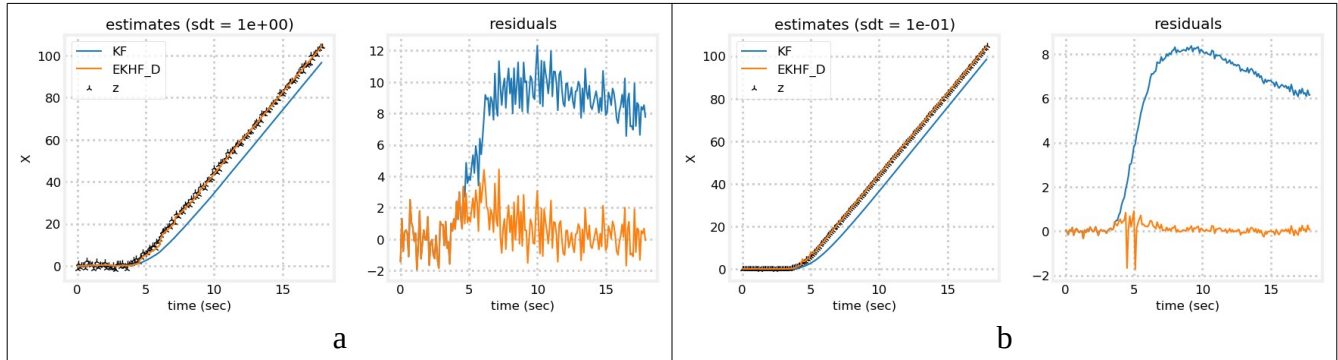 estimates (sdt = 1e+00)
KF
EKHF_D
z
100
80
60
40
20
0
X
0
5
10
15
time (sec)
residuals
12
10
8
6
4
2
0
−2
0
5
10
15
time (sec)
a
estimates (sdt = 1e-01)
KF
EKHF_D
z
100
80
60
40
20
0
X
0
5
10
15
time (sec)
residuals
8
6
4
2
0
−2
0
5
10
15
time (sec)
b